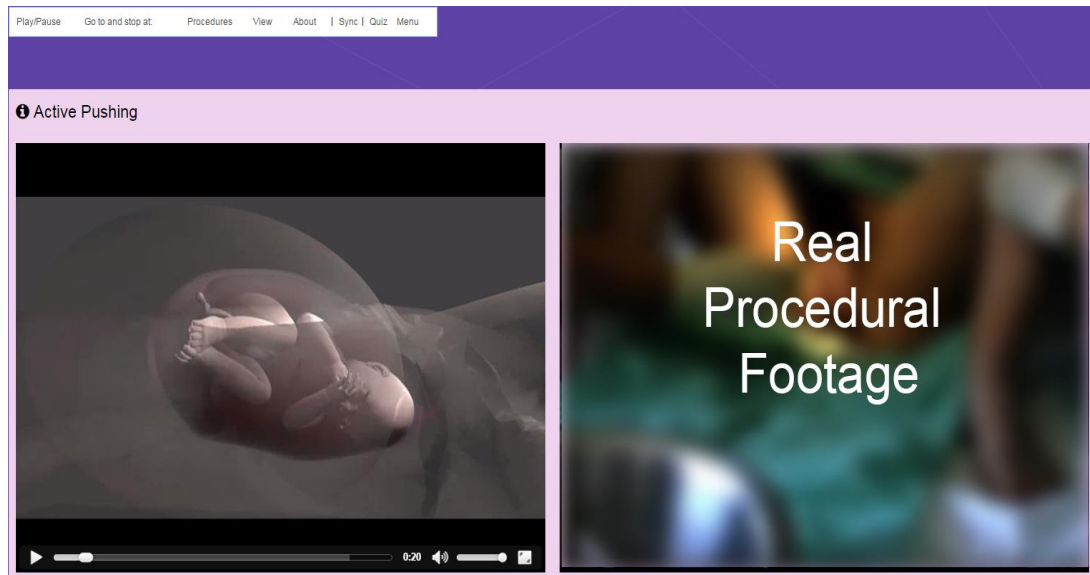 Play/Pause Go to and stop at: Procedures View About | Sync | Quiz Menu
Active Pushing
Real
Procedural
Footage
0:20